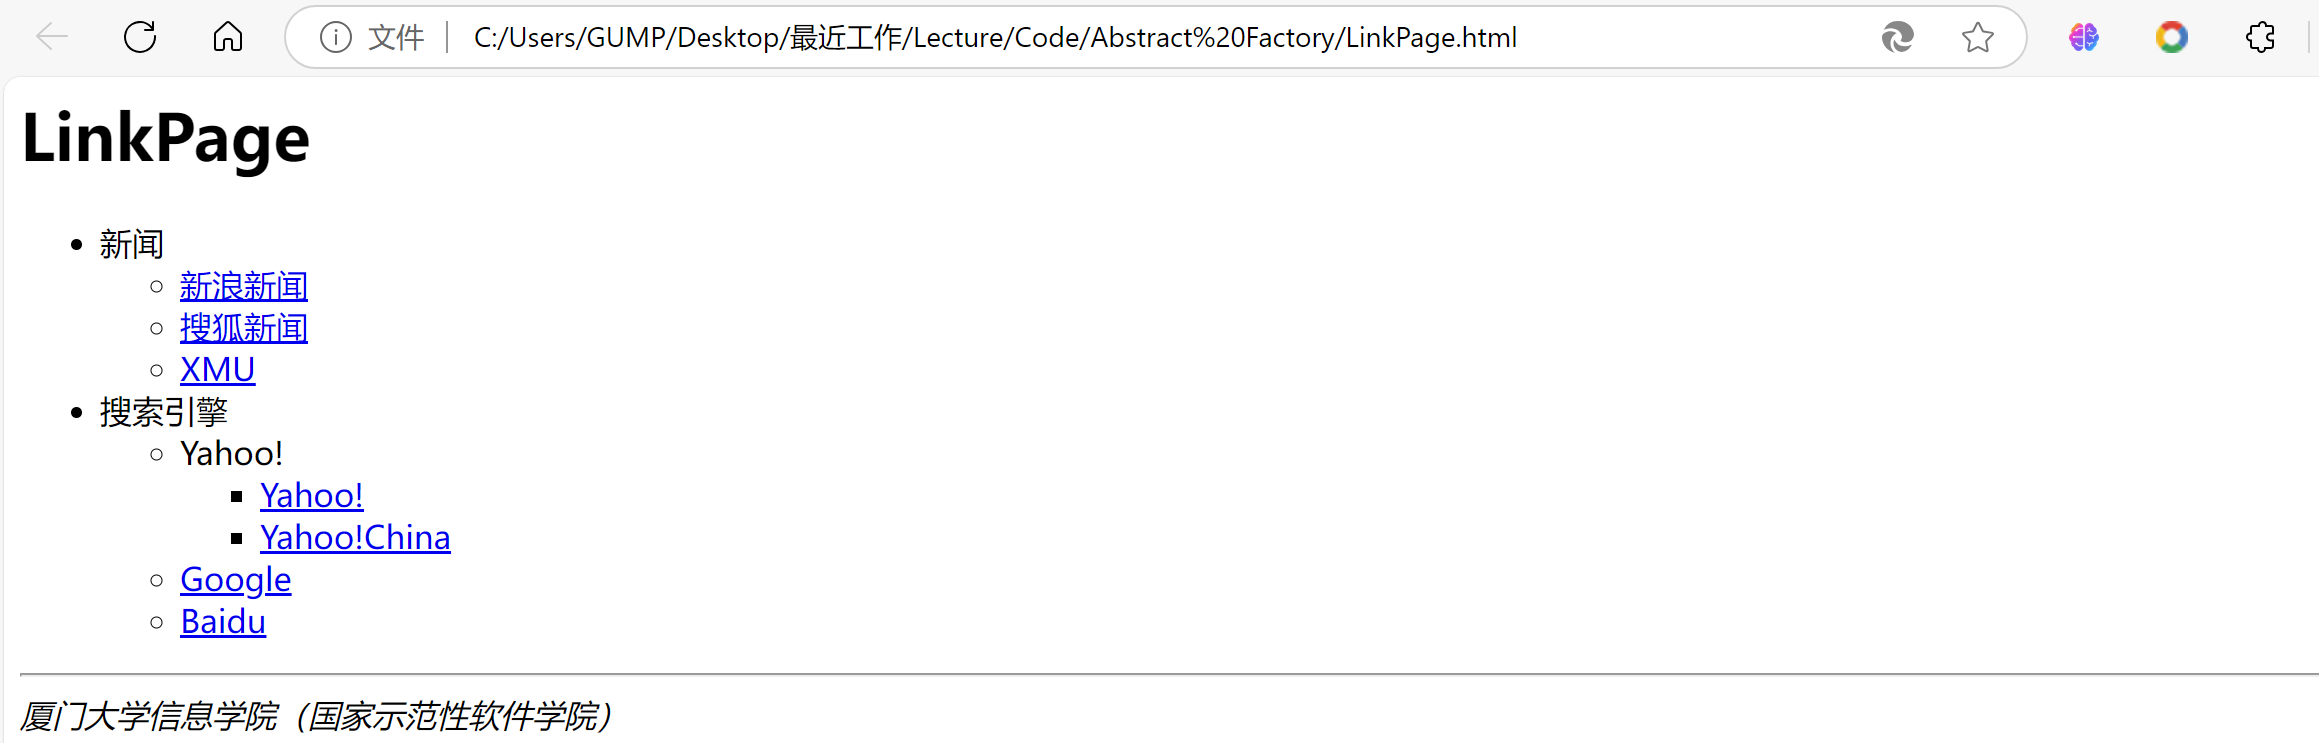 文件 C:/Users/GUMP/Desktop/最近工作/Lecture/Code/Abstract%20Factory/LinkPage.html
LinkPage
新闻
新浪新闻
搜狐新闻
XMU
搜索引擎
Yahoo!
Yahoo!
Yahoo!China
Google
Baidu
厦门大学信息学院（国家示范性软件学院）